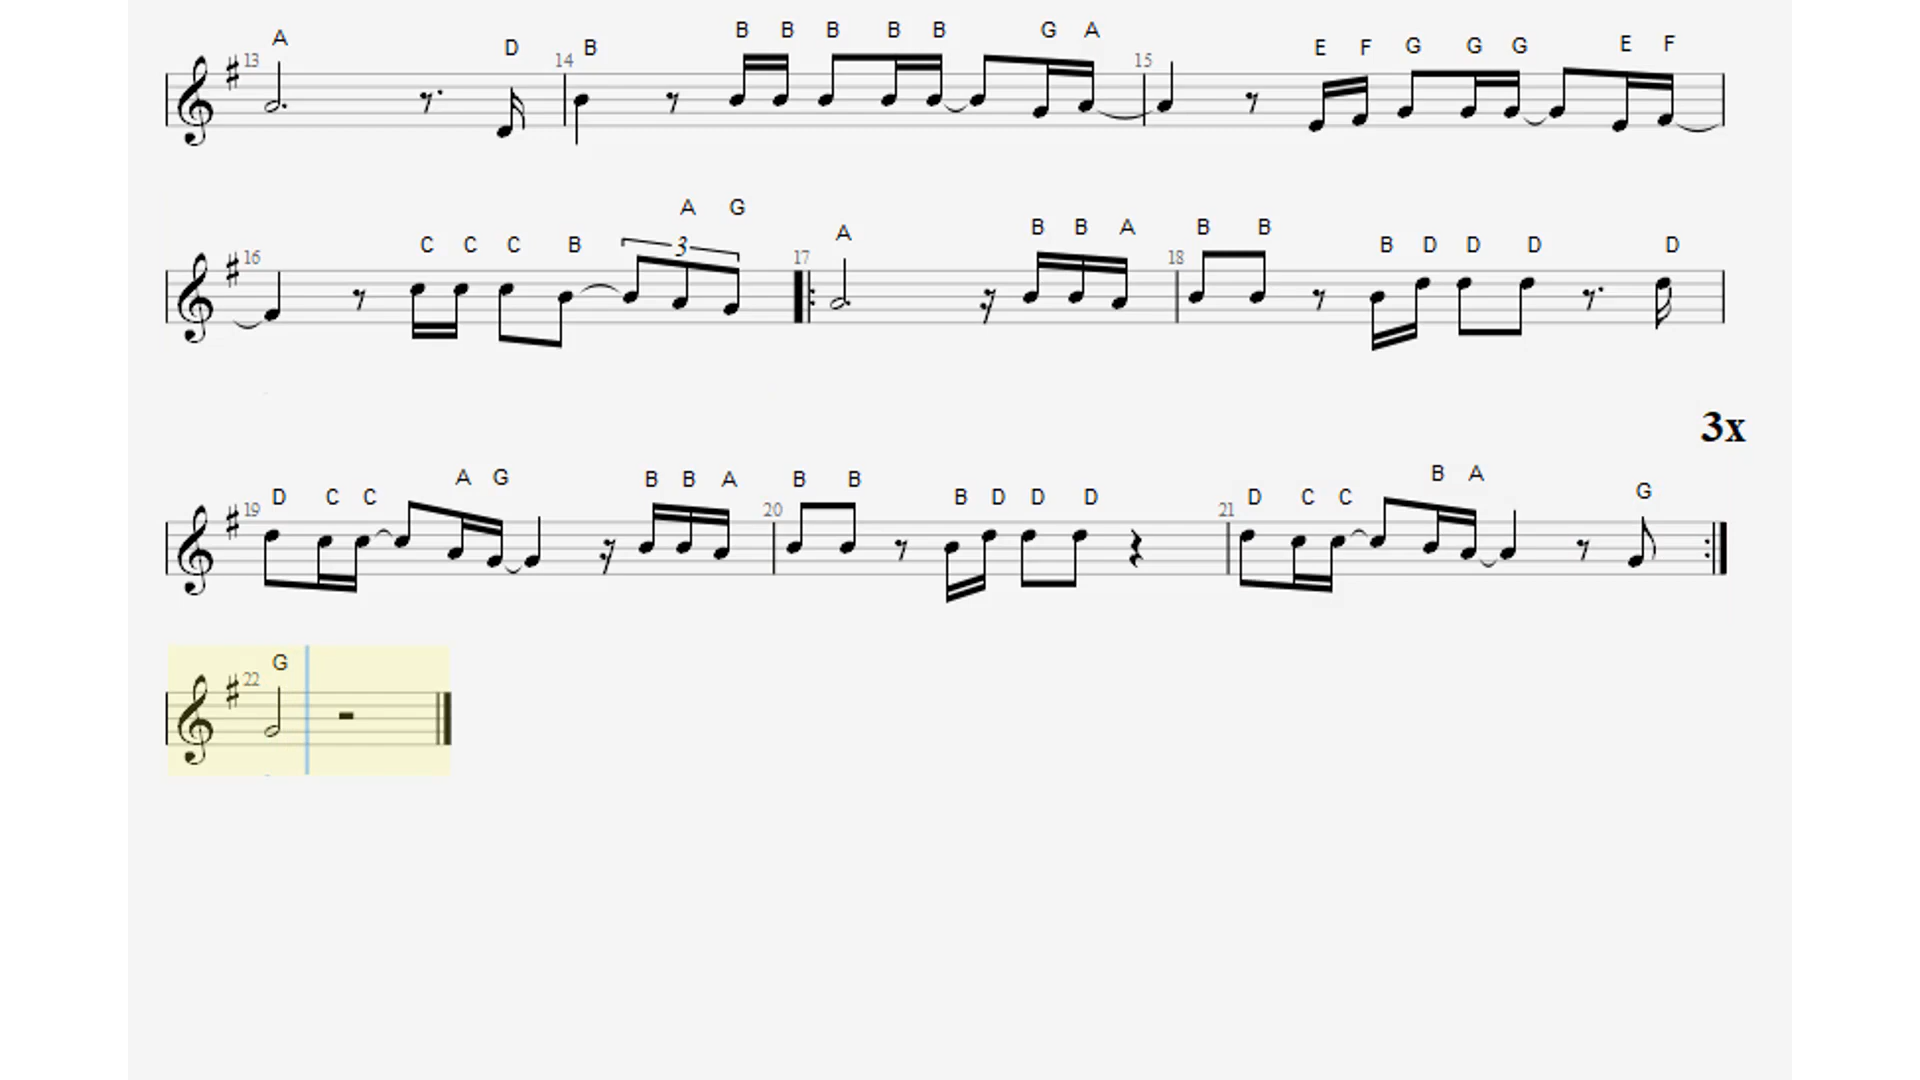 A D B B B B B B G A E F G G G E F
13 14 15
A G
C C C B 3 A B B A B B B D D D D
16 17 18
3x
D C C A G B B A B B B D D D D C C B A G
19 20 21
G
22